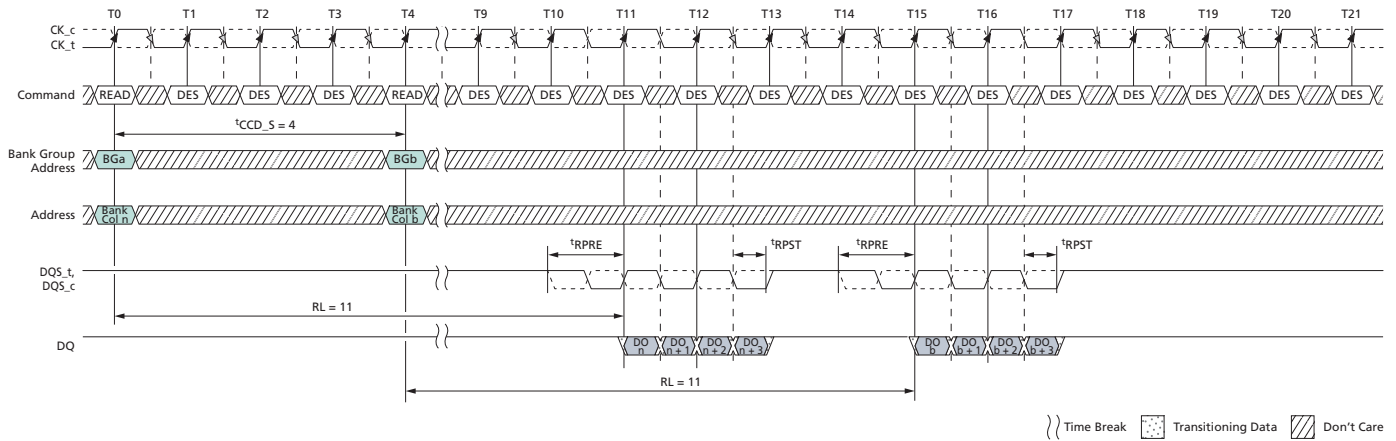 T0 T1 T2 T3 T4 T9 T10 T11 T12 T13 T14 T15 T16 T17 T18 T19 T20 T21
CK_c
CK_t
Command READ DES DES DES READ DES DES DES DES DES DES DES DES DES DES DES DES DES
tCCD_S = 4
Bank Group
Address
BGa BGb
Address
Bank
Col n
Bank
Col b
tRPRE tRPST tRPRE tRPST
DQS_t,
DQS_c
RL = 11
DQ
DO
n
DO
n + 1
DO
n + 2
DO
n + 3
DO
b
DO
b + 1
DO
b + 2
DO
b + 3
RL = 11
Time Break Transitioning Data Don't Care